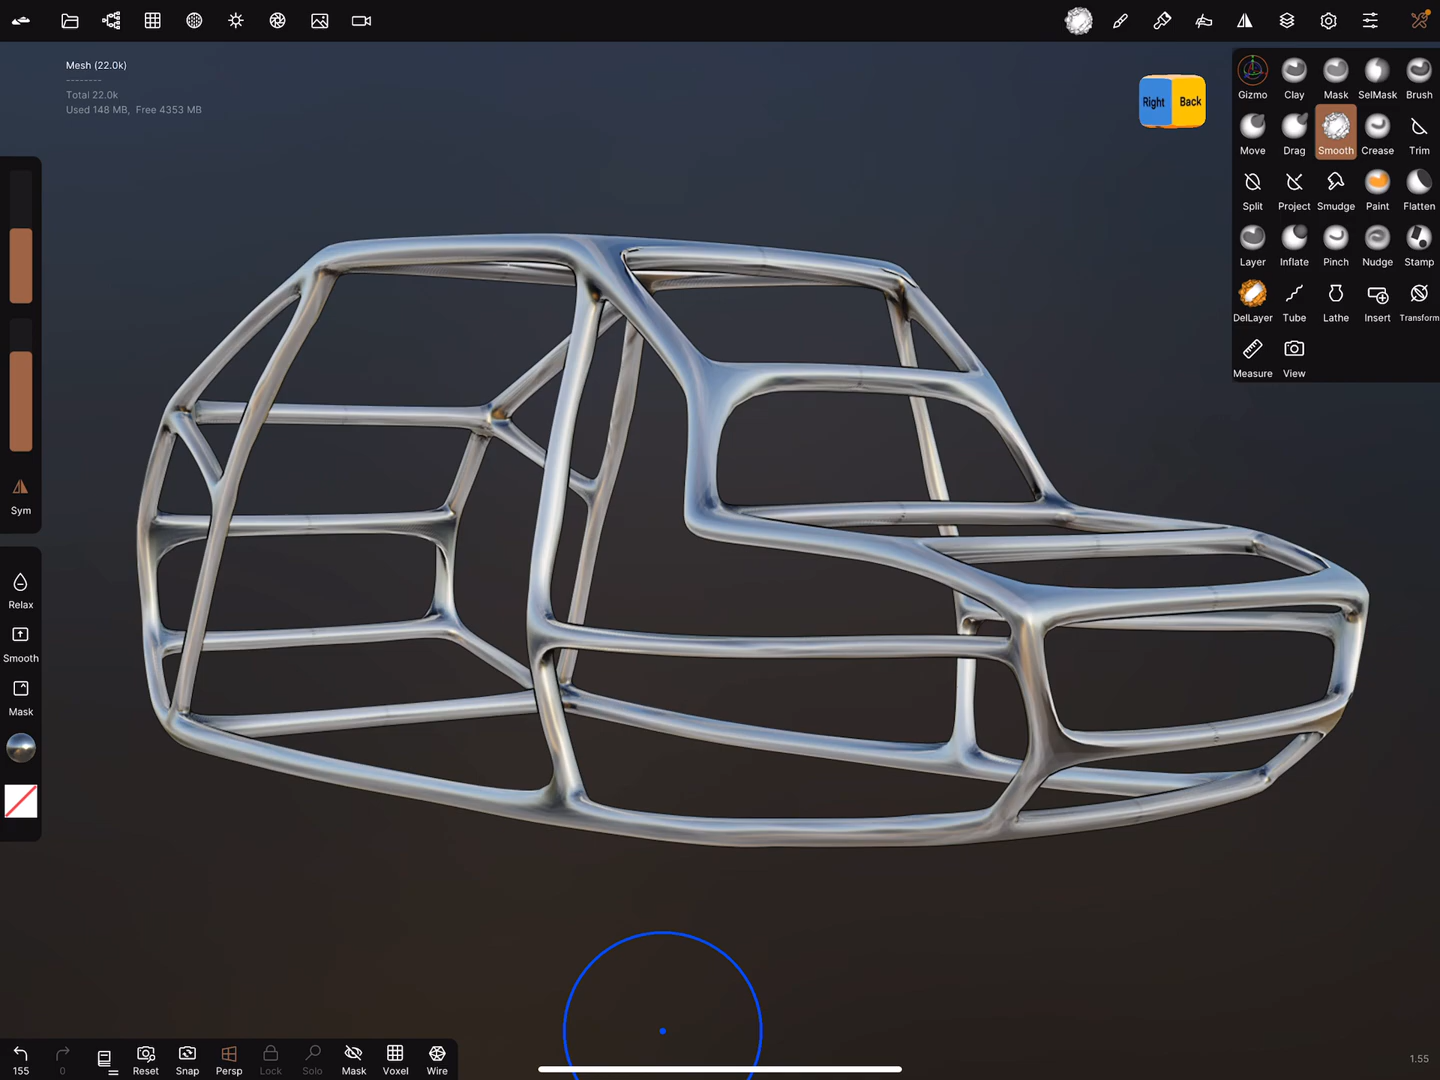 Mesh (22.0k)
--------
Total 22.0k
Used 148 MB, Free 4353 MB
Right Back
Gizmo Clay Mask SelMask Brush
Move Drag Smooth Crease Trim
Split Project Smudge Paint Flatten
Layer Inflate Pinch Nudge Stamp
DelLayer Tube Lathe Insert Transform
Measure View
Sym
Relax
Smooth
Mask
155 0 Reset Snap Persp Lock Solo Mask Voxel Wire
1.55